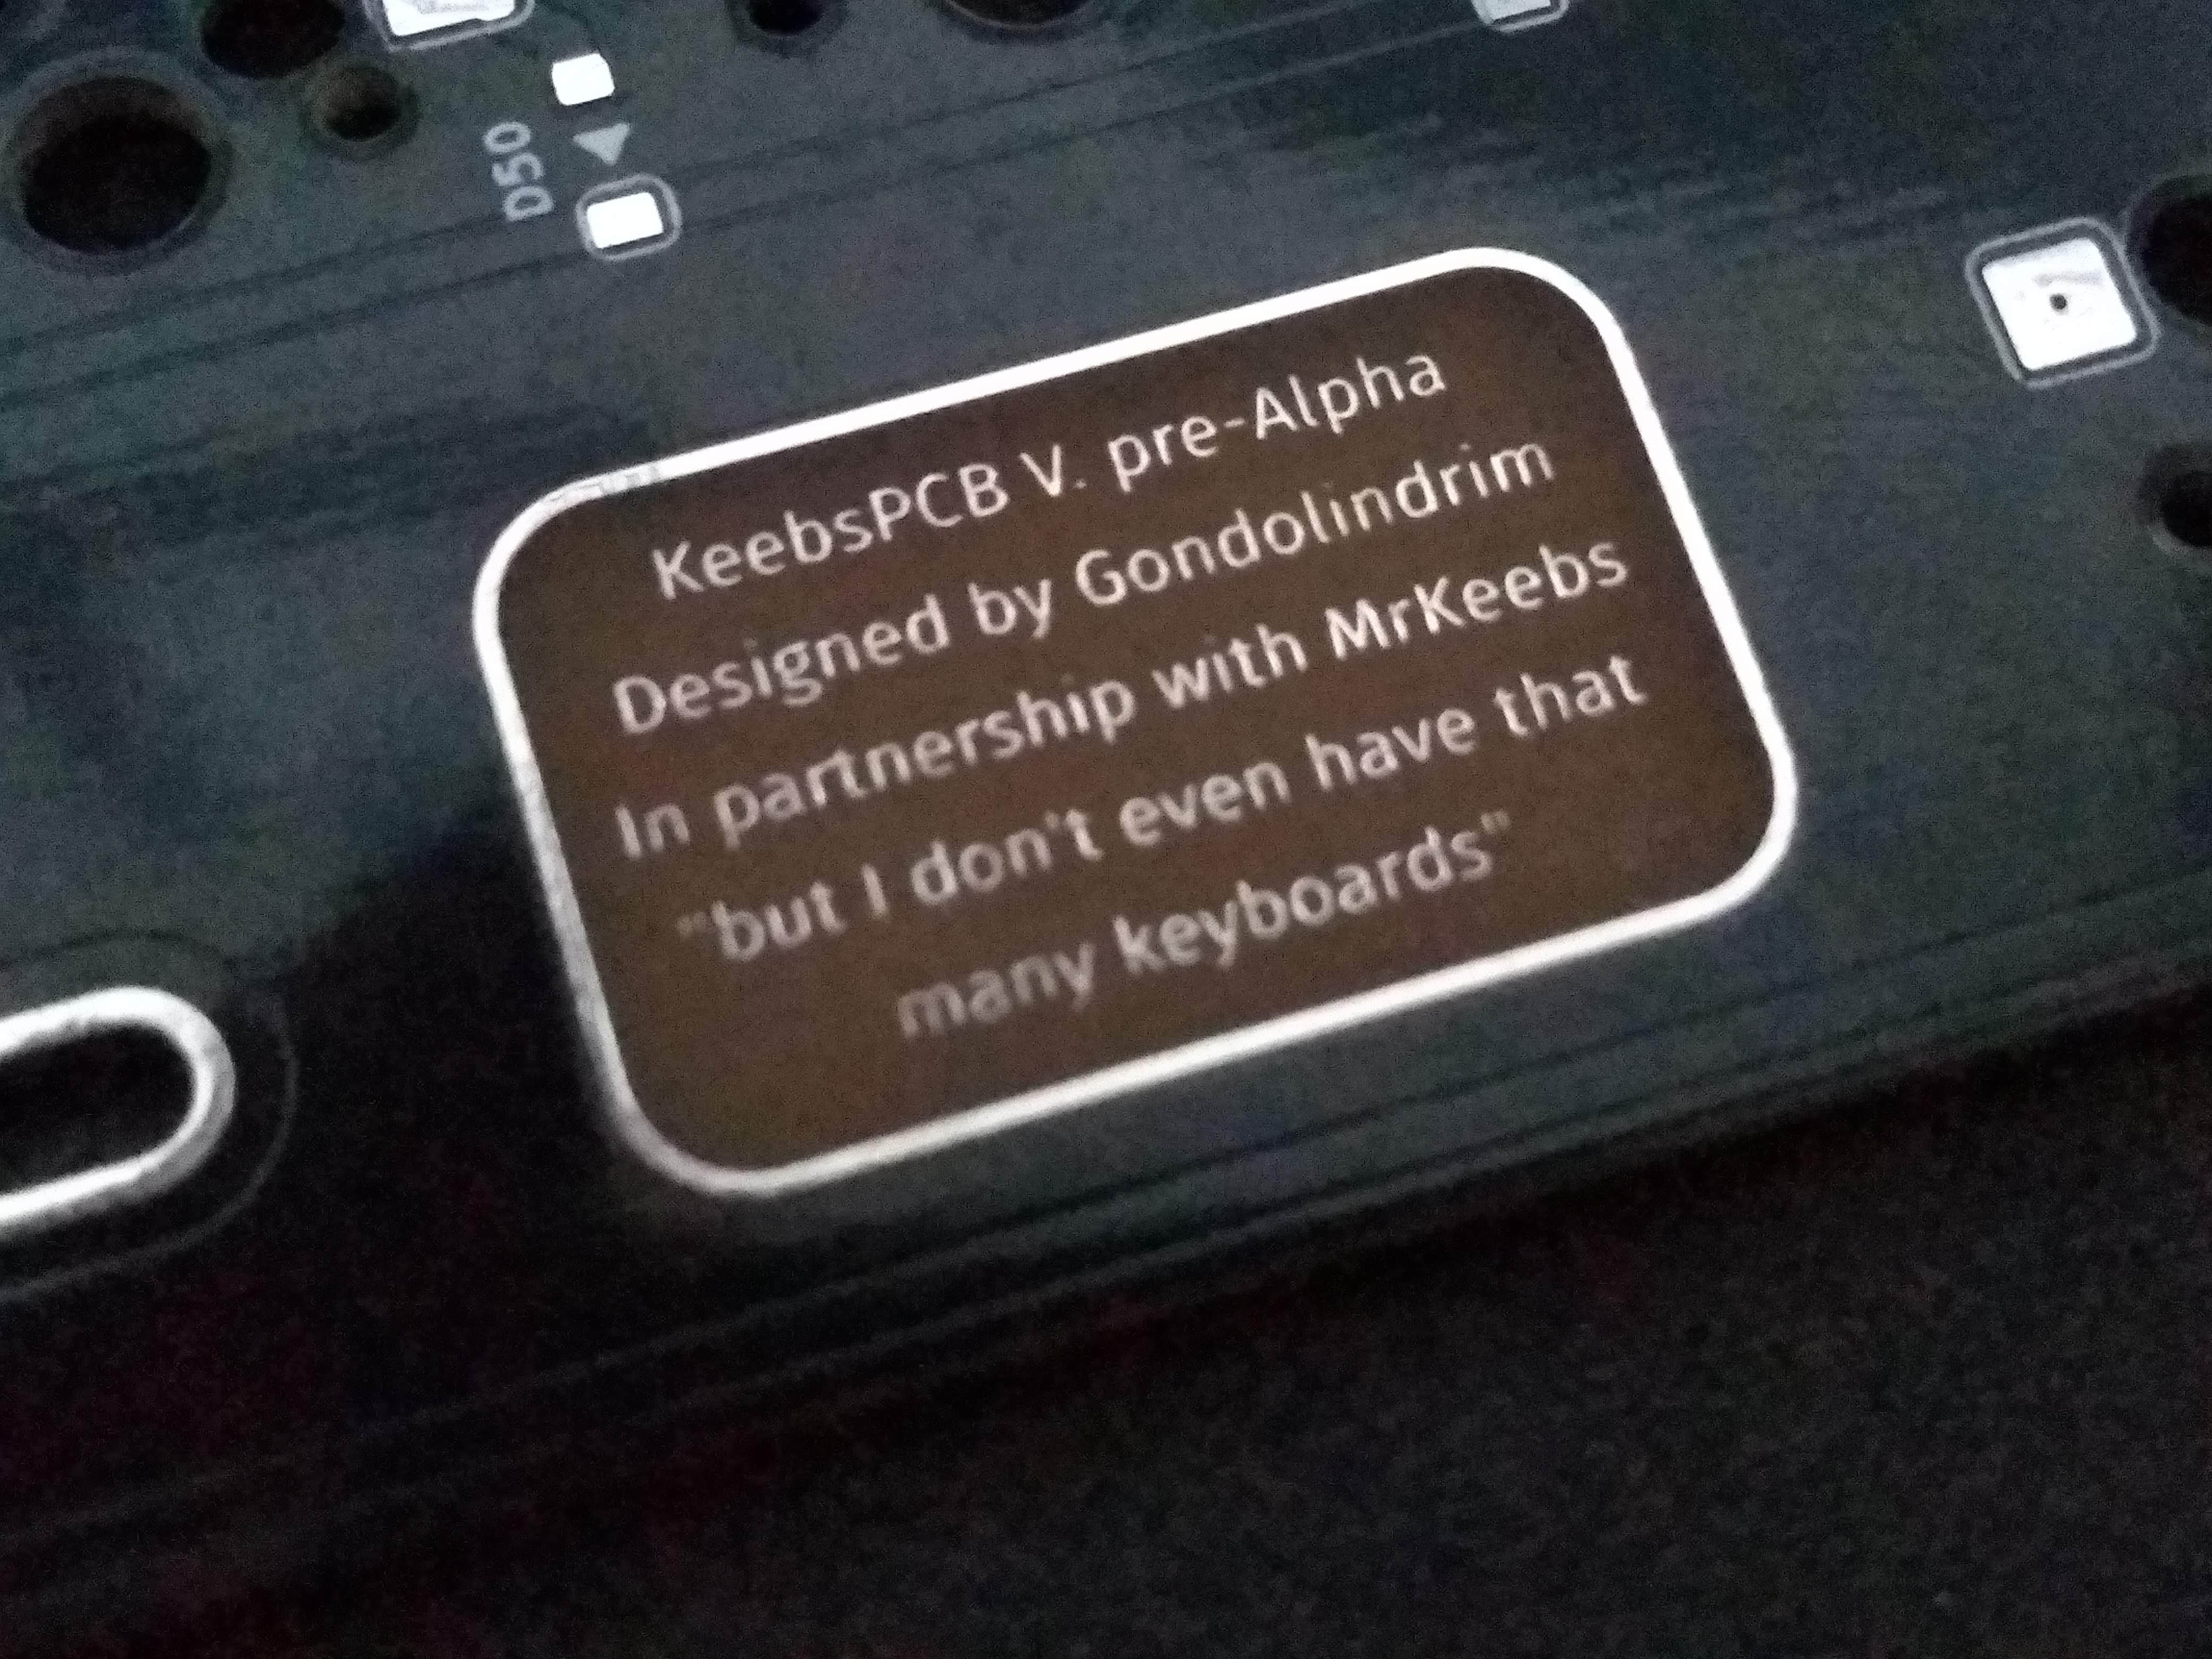 D50
KeebsPCB V. pre-Alpha
Designed by Gondolindrim
In partnership with MrKeebs
"but I don't even have that
many keyboards"